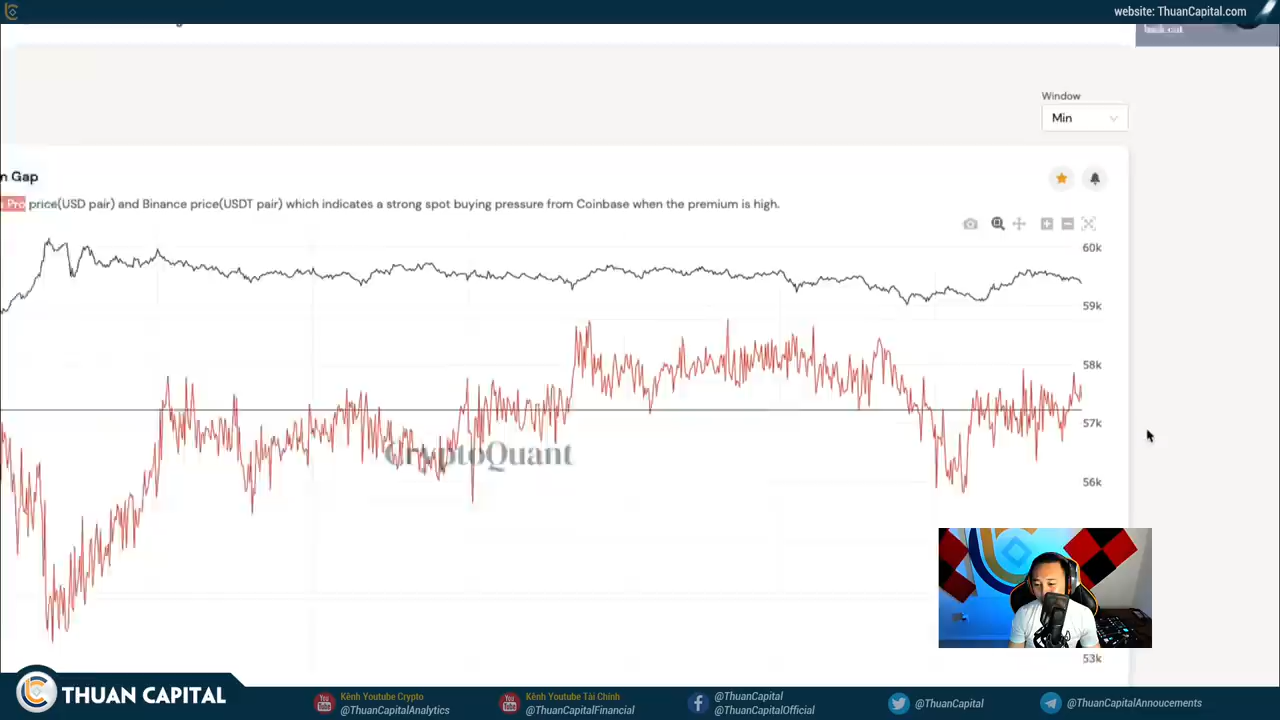 website: ThuanCapital.com
Window
Min
n Gap
Pro price(USD pair) and Binance price(USDT pair) which indicates a strong spot buying pressure from Coinbase when the premium is high.
60k
59k
58k
57k
CryptoQuant
56k
53k
THUAN CAPITAL
Kênh Youtube Crypto
@ThuanCapitalAnalytics
Kênh Youtube Tài Chính
@ThuanCapitalFinancial
@ThuanCapital
@ThuanCapitalOfficial
@ThuanCapital
@ThuanCapitalAnnoucements